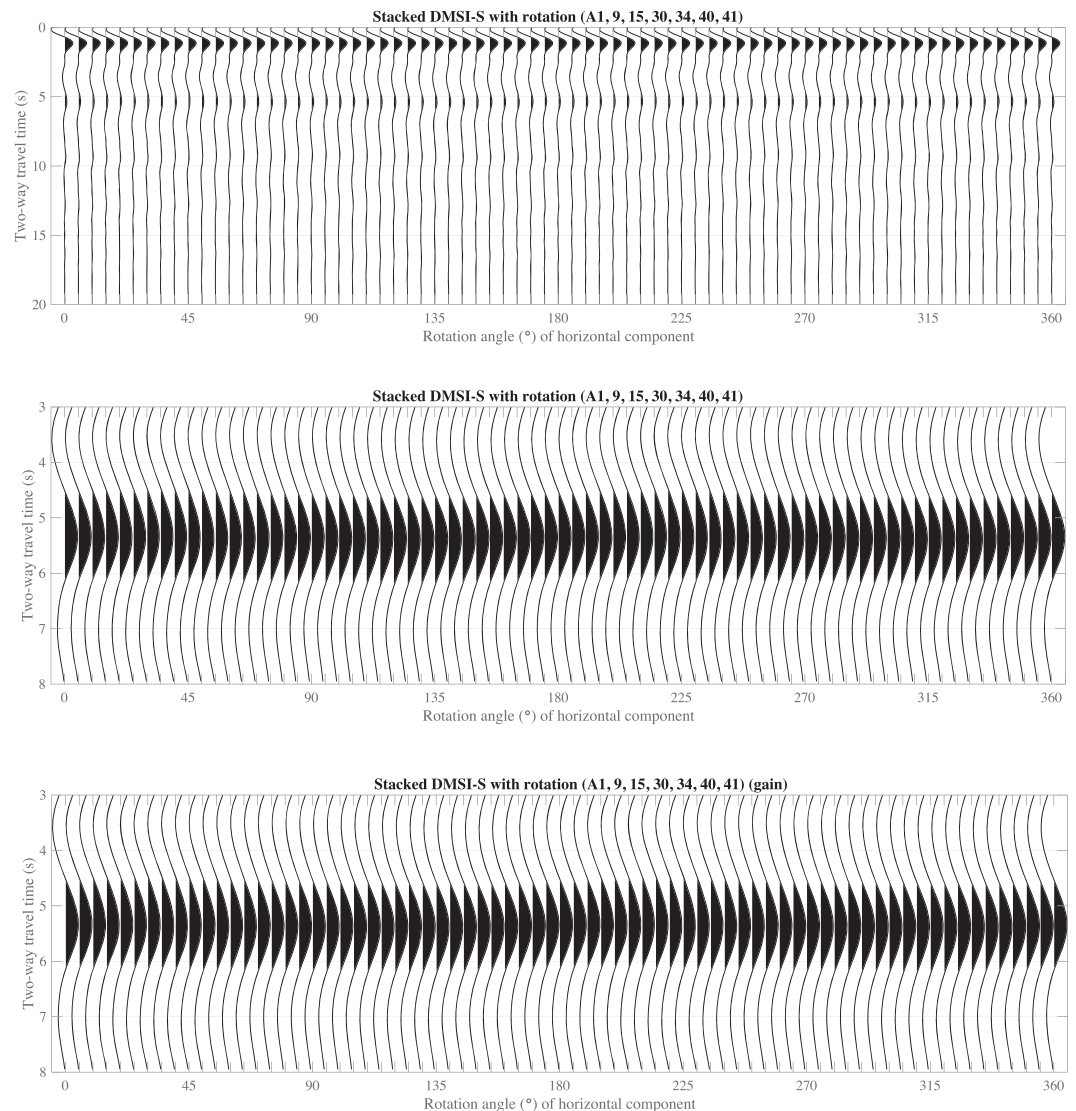 Stacked DMSI-S with rotation (A1, 9, 15, 30, 34, 40, 41)
Two-way travel time (s)
0
5
10
15
20
0 45 90 135 180 225 270 315 360
Rotation angle (°) of horizontal component
Stacked DMSI-S with rotation (A1, 9, 15, 30, 34, 40, 41)
Two-way travel time (s)
3
4
5
6
7
8
0 45 90 135 180 225 270 315 360
Rotation angle (°) of horizontal component
Stacked DMSI-S with rotation (A1, 9, 15, 30, 34, 40, 41) (gain)
Two-way travel time (s)
3
4
5
6
7
8
0 45 90 135 180 225 270 315 360
Rotation angle (°) of horizontal component